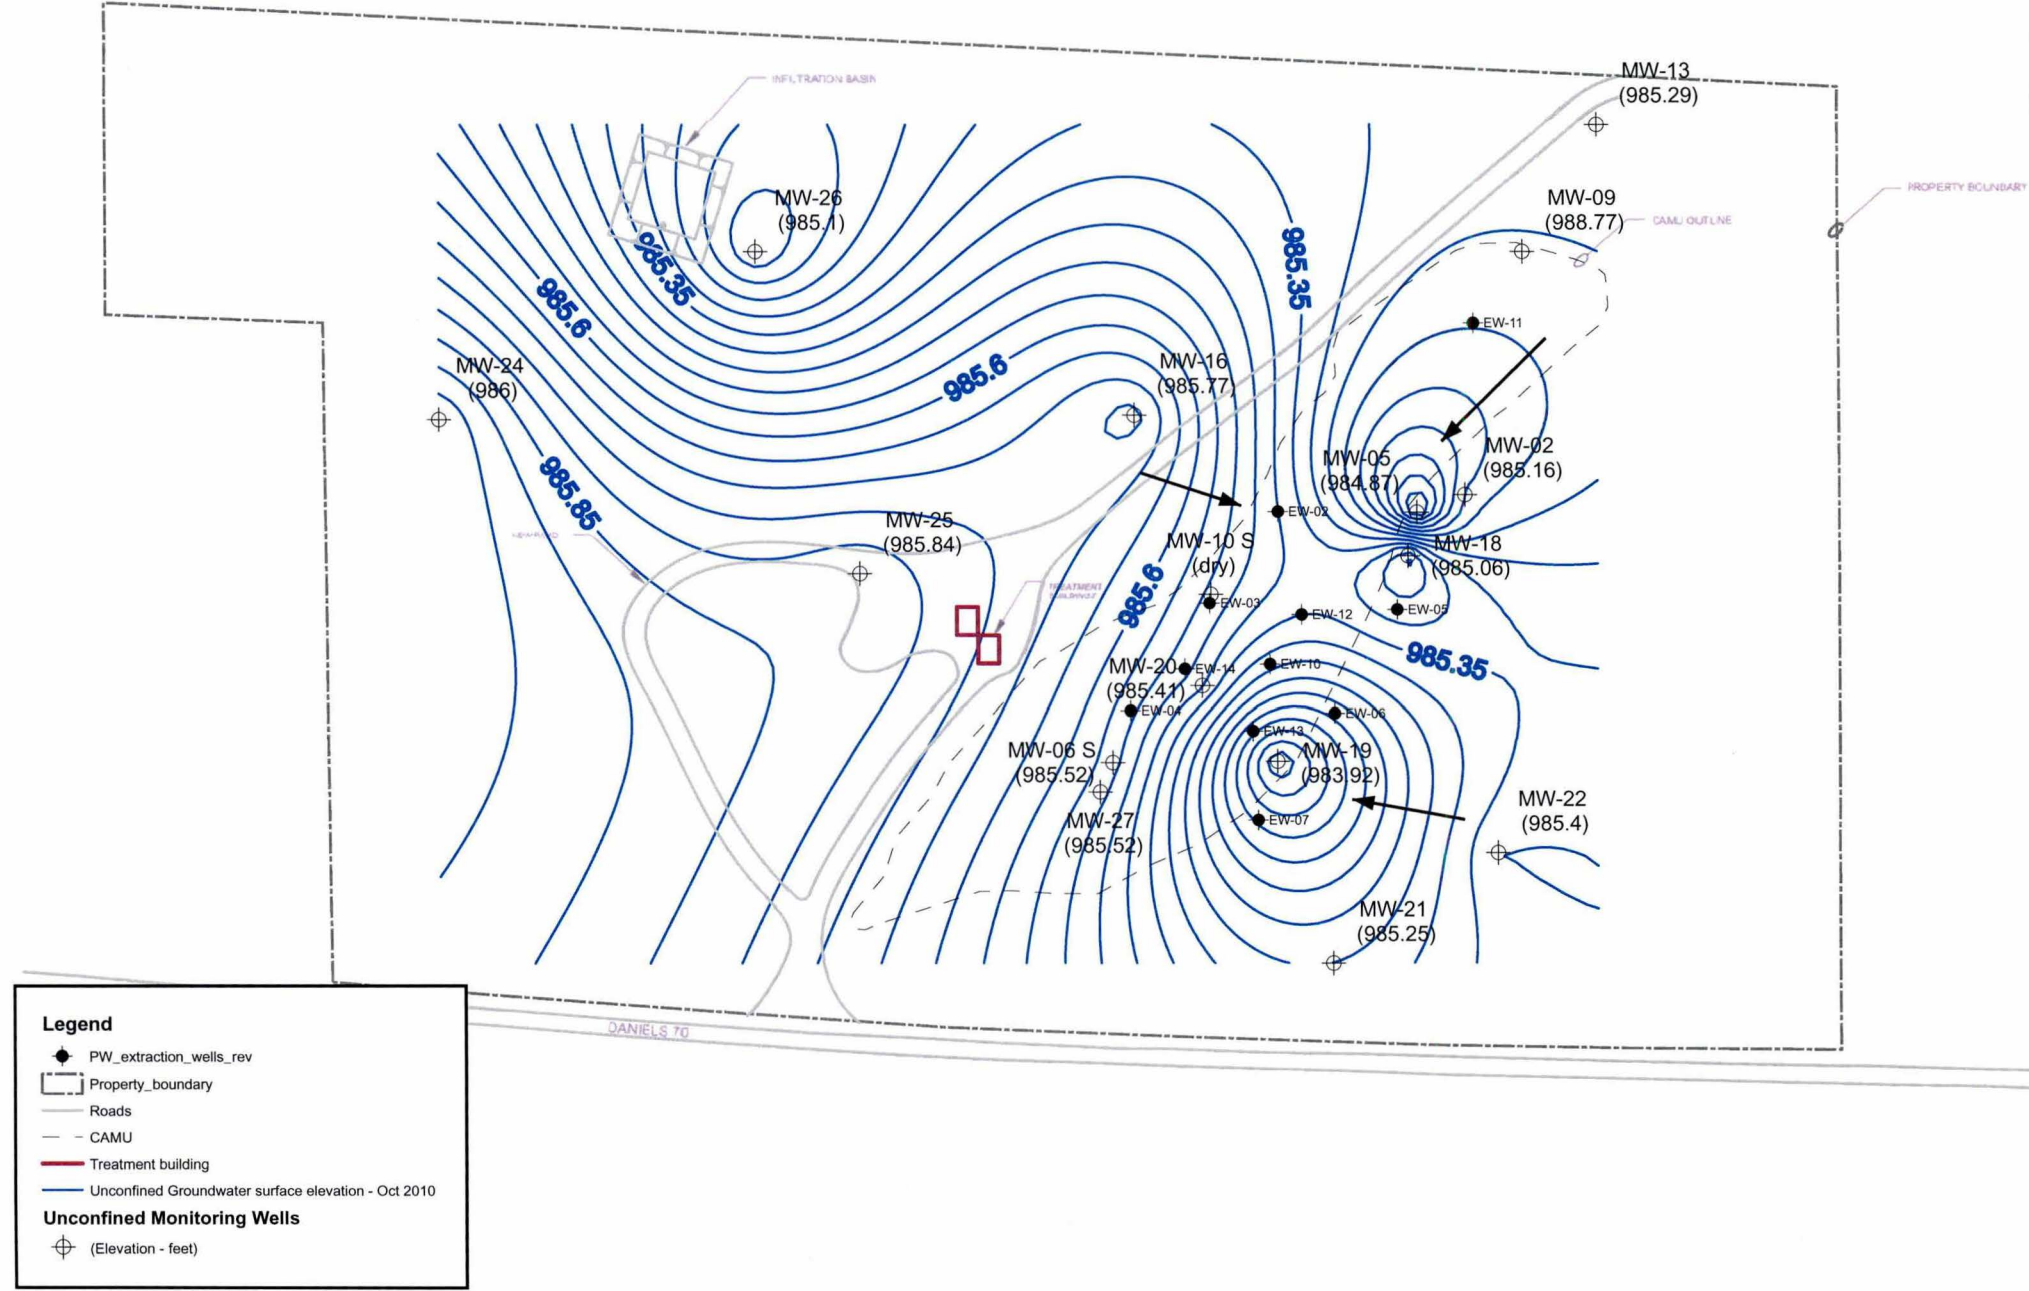 MW-13
(985.29)
INFILTRATION BASIN
MW-26
(985.1)
MW-09
(988.77)
PROPERTY BOUNDARY
CAMU OUTLINE
985.35
985.35
985.6
EW-11
MW-24
(986)
985.6
MW-16
(985.77)
MW-05
(984.87)
MW-02
(985.16)
985.85
MW-25
(985.84)
EW-02
MW-10 S
(dry)
MW-18
(985.06)
TREATMENT
985.6
EW-03
EW-12
EW-05
985.35
MW-20
(985.41)
EW-14
EW-10
EW-04
EW-06
EW-13
MW-06 S
(985.52)
MW-19
(983.92)
MW-27
(985.52)
EW-07
MW-22
(985.4)
MW-21
(985.25)
DANIELS 70
Legend
PW_extraction_wells_rev
Property_boundary
Roads
CAMU
Treatment building
Unconfined Groundwater surface elevation - Oct 2010
Unconfined Monitoring Wells
(Elevation - feet)